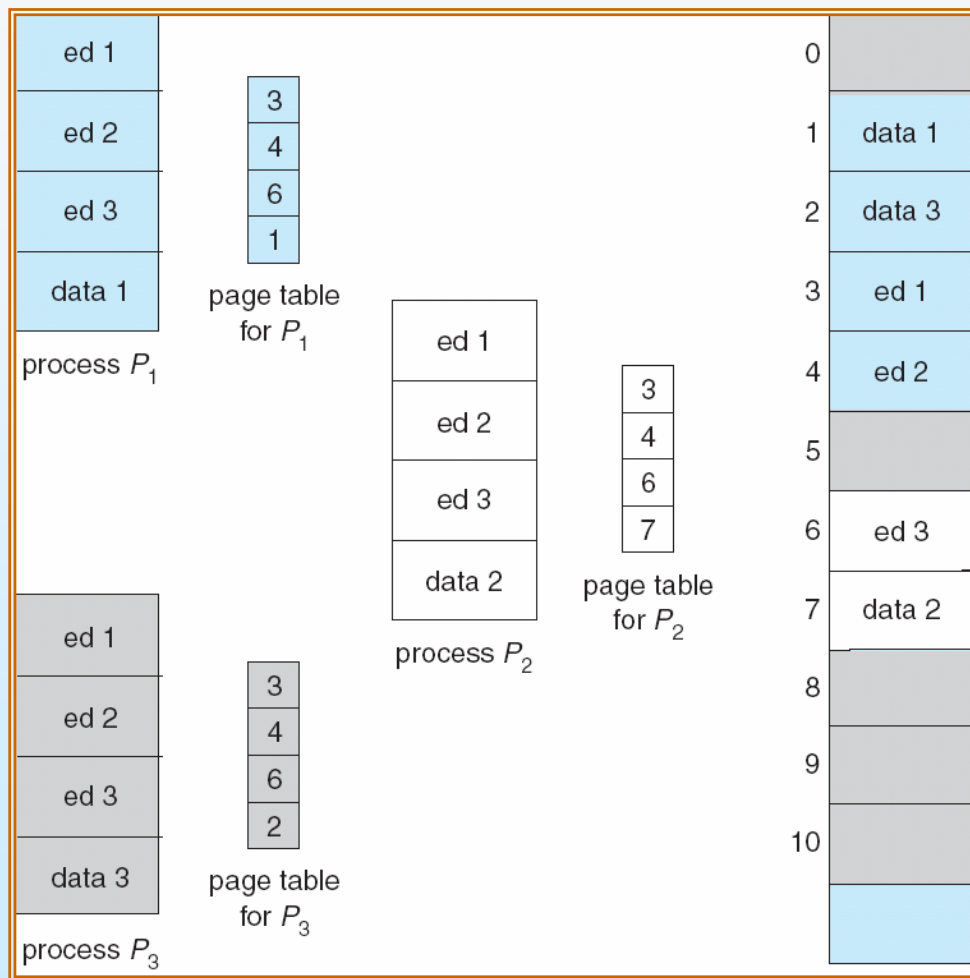 ed 1
ed 2
ed 3
data 1
process P1
3
4
6
1
page table
for P1
ed 1
ed 2
ed 3
data 2
process P2
3
4
6
7
page table
for P2
ed 1
ed 2
ed 3
data 3
process P3
3
4
6
2
page table
for P3
0
1 data 1
2 data 3
3 ed 1
4 ed 2
5
6 ed 3
7 data 2
8
9
10